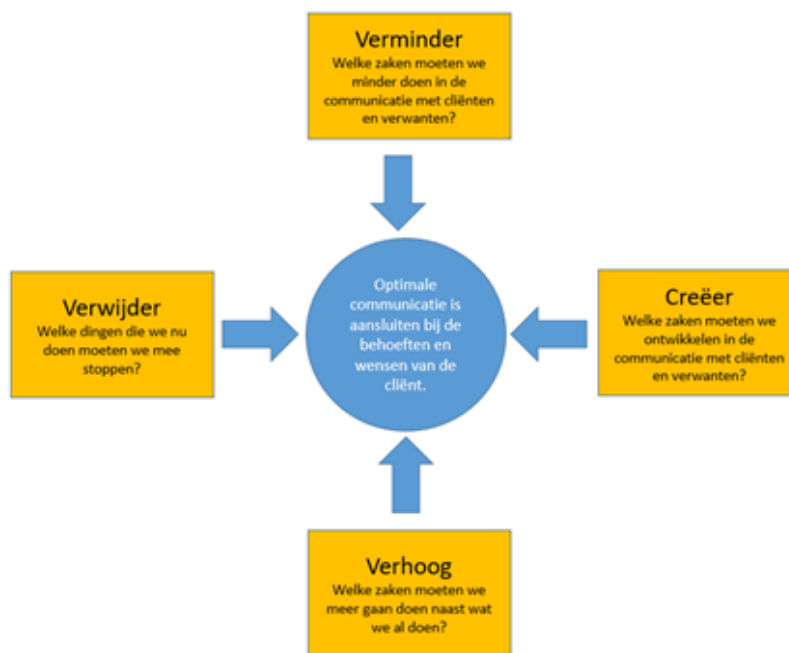 Verminder
Welke zaken moeten we
minder doen in de
communicatie met cliënten
en verwanten?
Verwijder
Welke dingen die we nu
doen moeten we mee
stoppen?
Optimale
communicatie is
aansluiten bij de
behoeften en
wensen van de
cliënt.
Creëer
Welke zaken moeten we
ontwikkelen in de
communicatie met cliënten
en verwanten?
Verhoog
Welke zaken moeten we
meer gaan doen naast wat
we al doen?